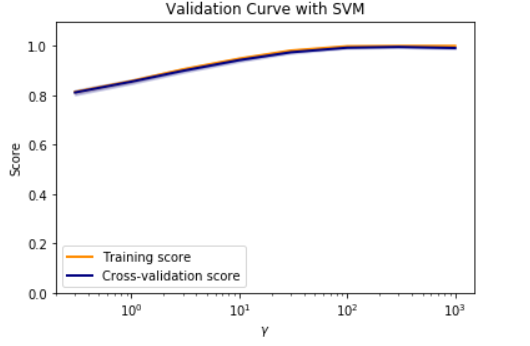 Validation Curve with SVM
1.0
0.8
0.6
0.4
0.2
0.0
Score
Training score
Cross-validation score
10⁰
10¹
10²
10³
γ